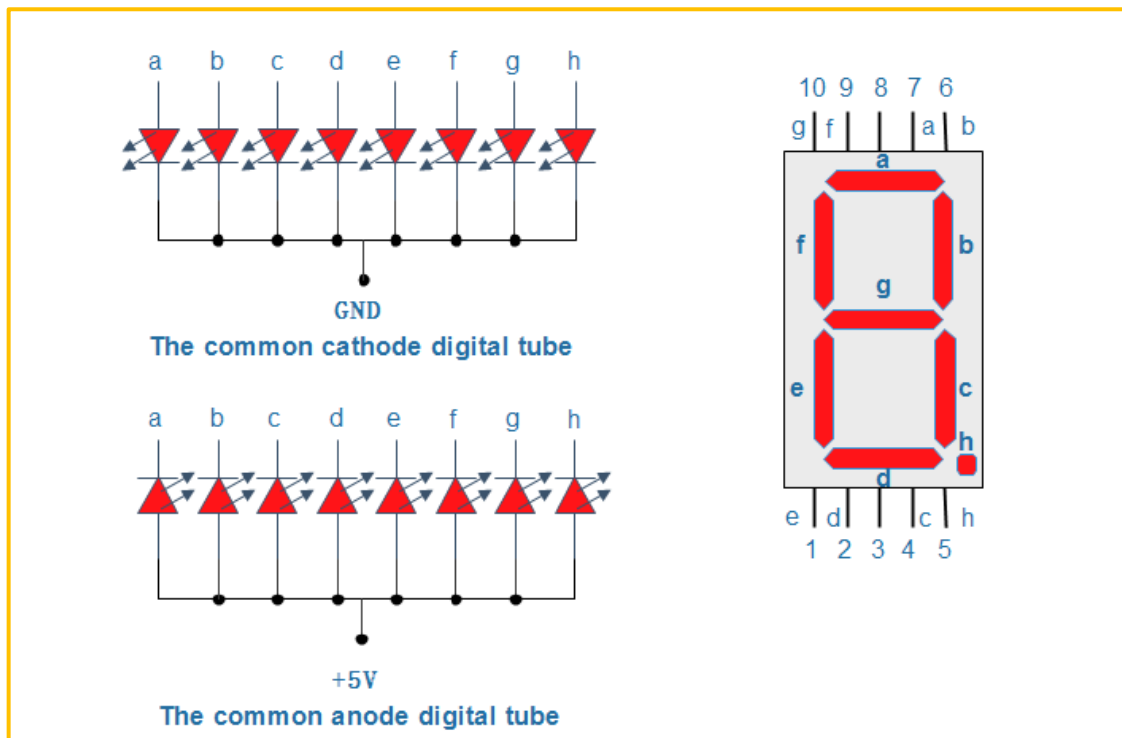 a b c d e f g h
GND
The common cathode digital tube
a b c d e f g h
+5V
The common anode digital tube
10 9 8 7 6
g f a b
a
f b
g
e c
h
d
e d c h
1 2 3 4 5